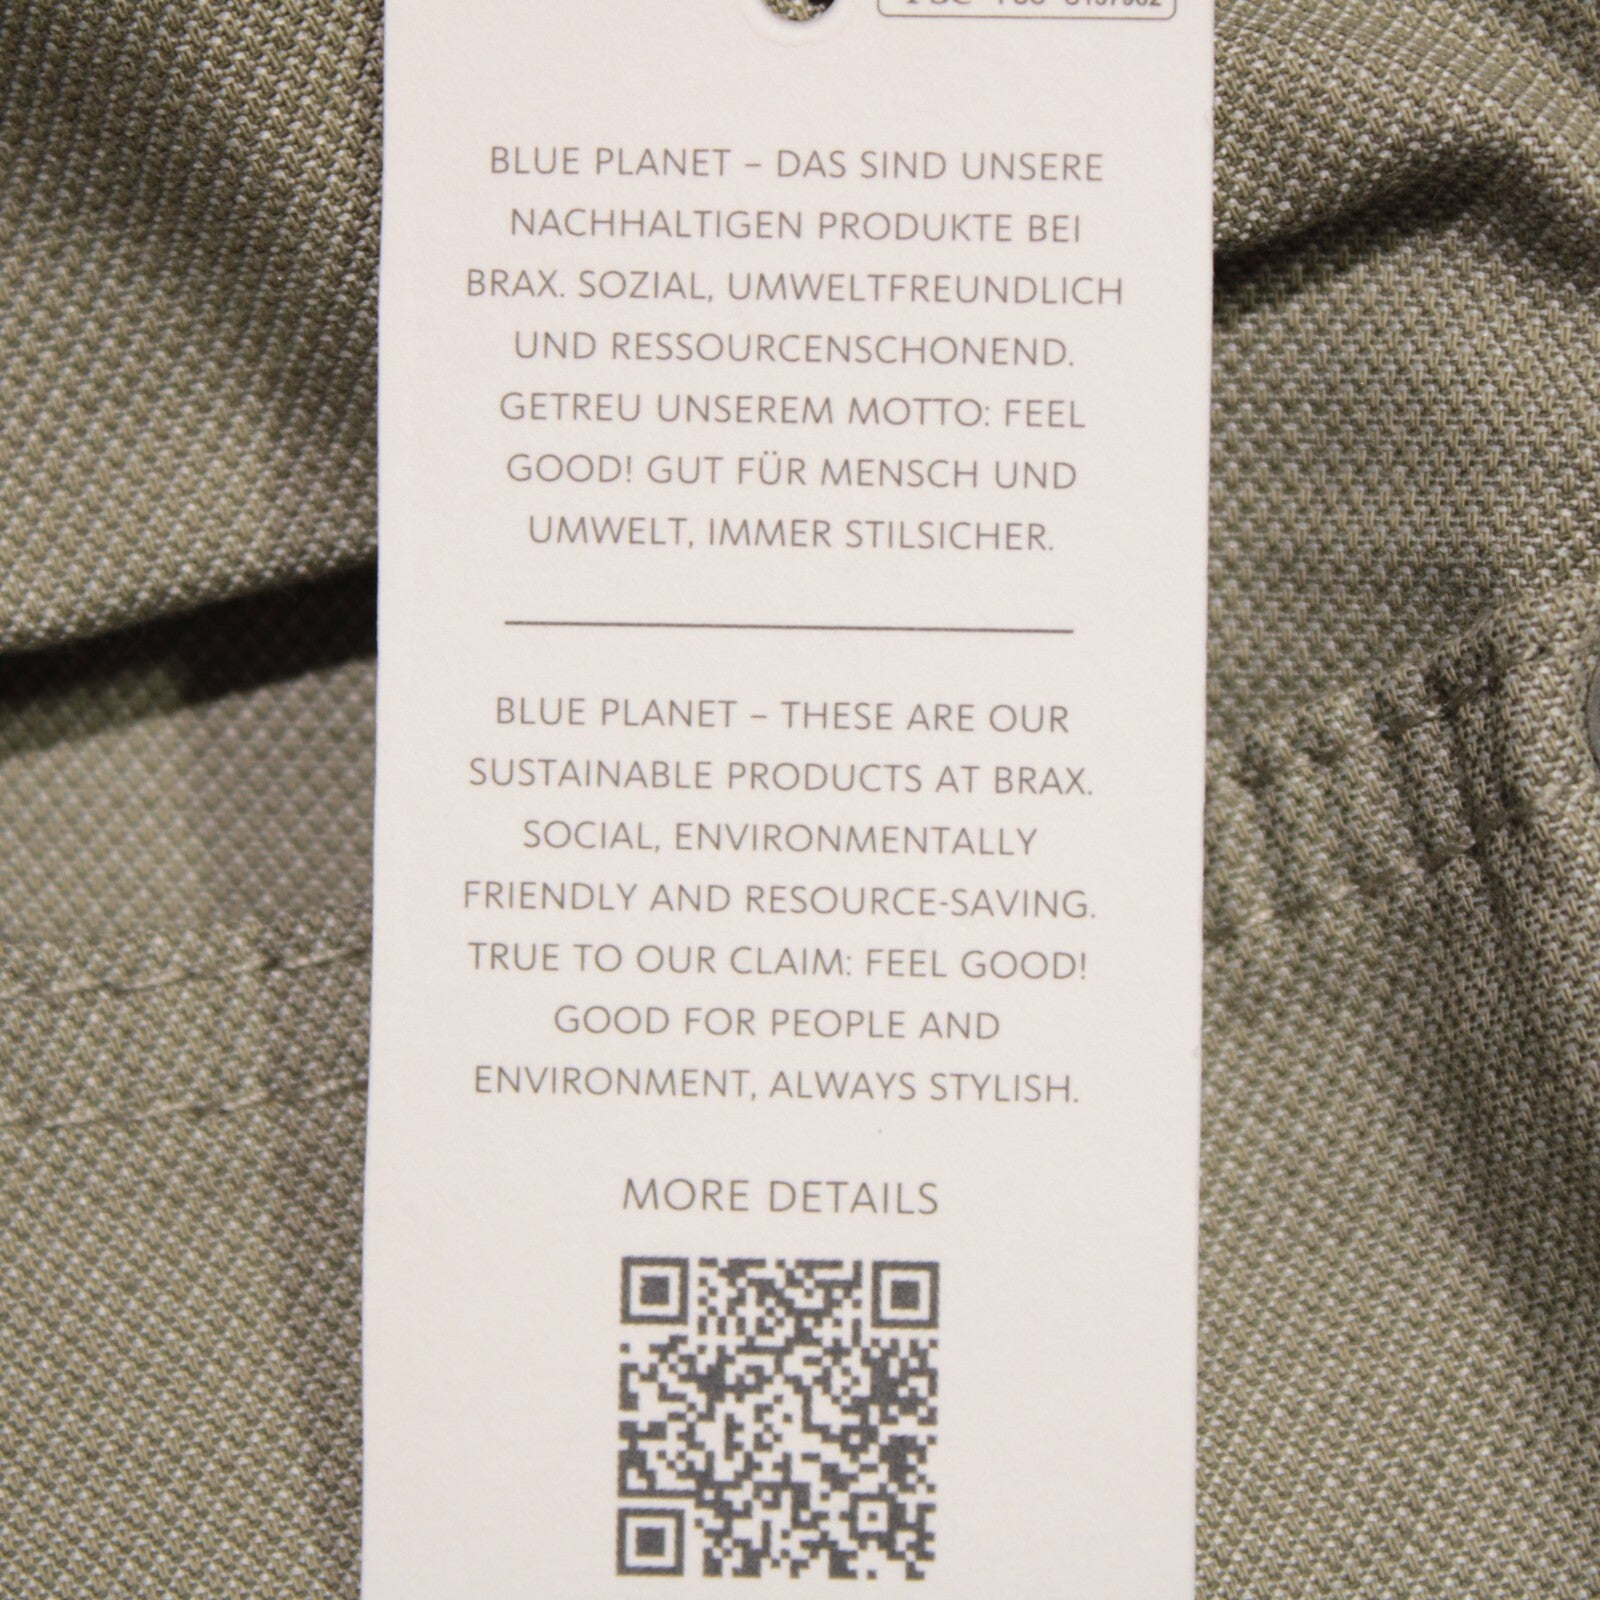 BLUE PLANET – DAS SIND UNSERE
NACHHALTIGEN PRODUKTE BEI
BRAX. SOZIAL, UMWELTFREUNDLICH
UND RESSOURCENSCHONEND.
GETREU UNSEREM MOTTO: FEEL
GOOD! GUT FÜR MENSCH UND
UMWELT, IMMER STILSICHER.
BLUE PLANET – THESE ARE OUR
SUSTAINABLE PRODUCTS AT BRAX.
SOCIAL, ENVIRONMENTALLY
FRIENDLY AND RESOURCE-SAVING.
TRUE TO OUR CLAIM: FEEL GOOD!
GOOD FOR PEOPLE AND
ENVIRONMENT, ALWAYS STYLISH.
MORE DETAILS